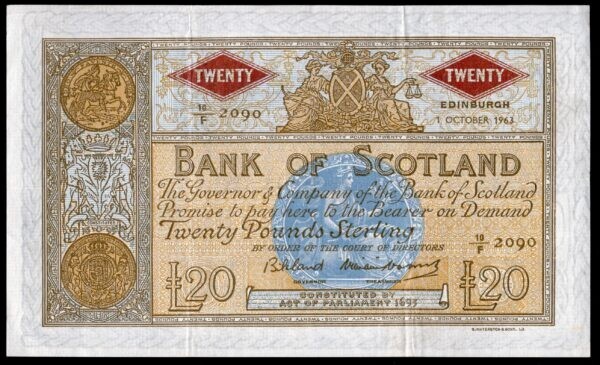 TWENTY
TWENTY
10/F 2090
EDINBURGH
1 OCTOBER 1963
BANK OF SCOTLAND
The Governor & Company of the Bank of Scotland
Promise to pay here to the Bearer on Demand
Twenty Pounds Sterling
BY ORDER OF THE COURT OF DIRECTORS
10/F 2090
GOVERNOR
TREASURER
£20
£20
CONSTITUTED BY
ACT OF PARLIAMENT 1695